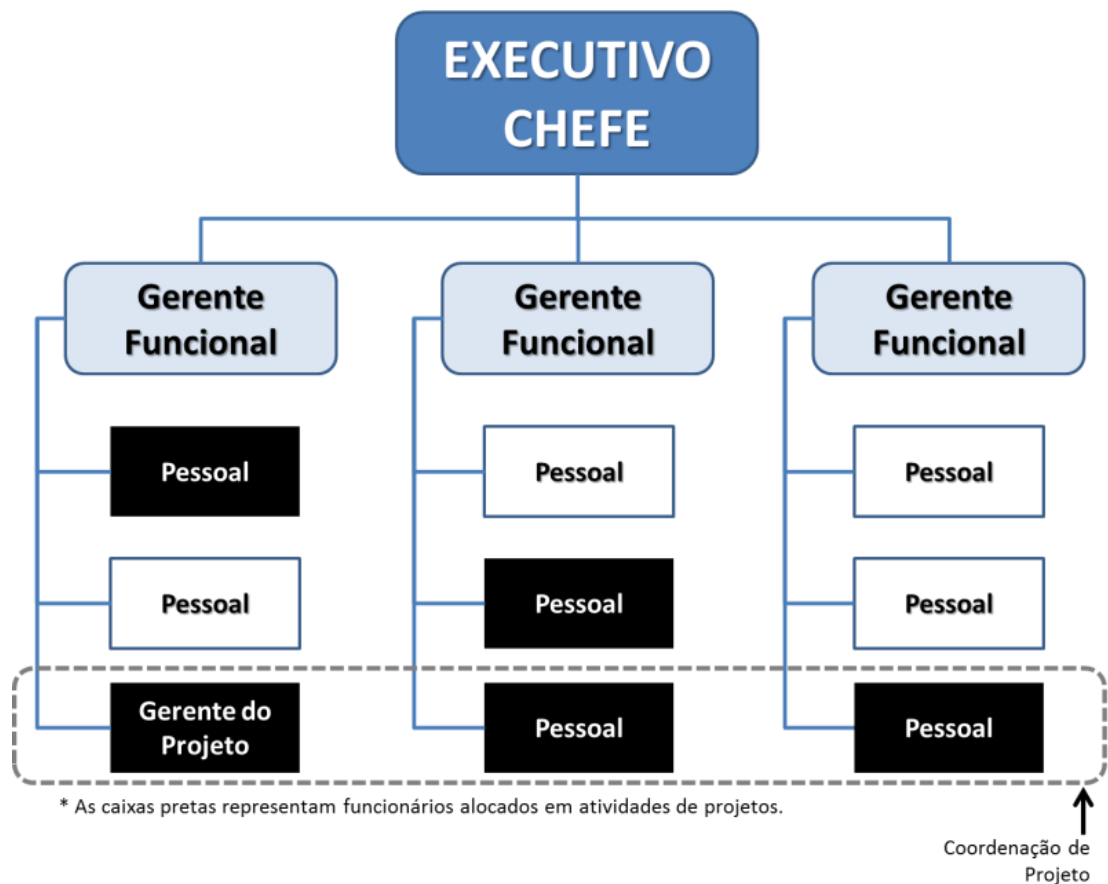 EXECUTIVO
CHEFE
Gerente
Funcional
Gerente
Funcional
Gerente
Funcional
Pessoal
Pessoal
Pessoal
Pessoal
Pessoal
Pessoal
Gerente do
Projeto
Pessoal
Pessoal
* As caixas pretas representam funcionários alocados em atividades de projetos.
Coordenação de
Projeto